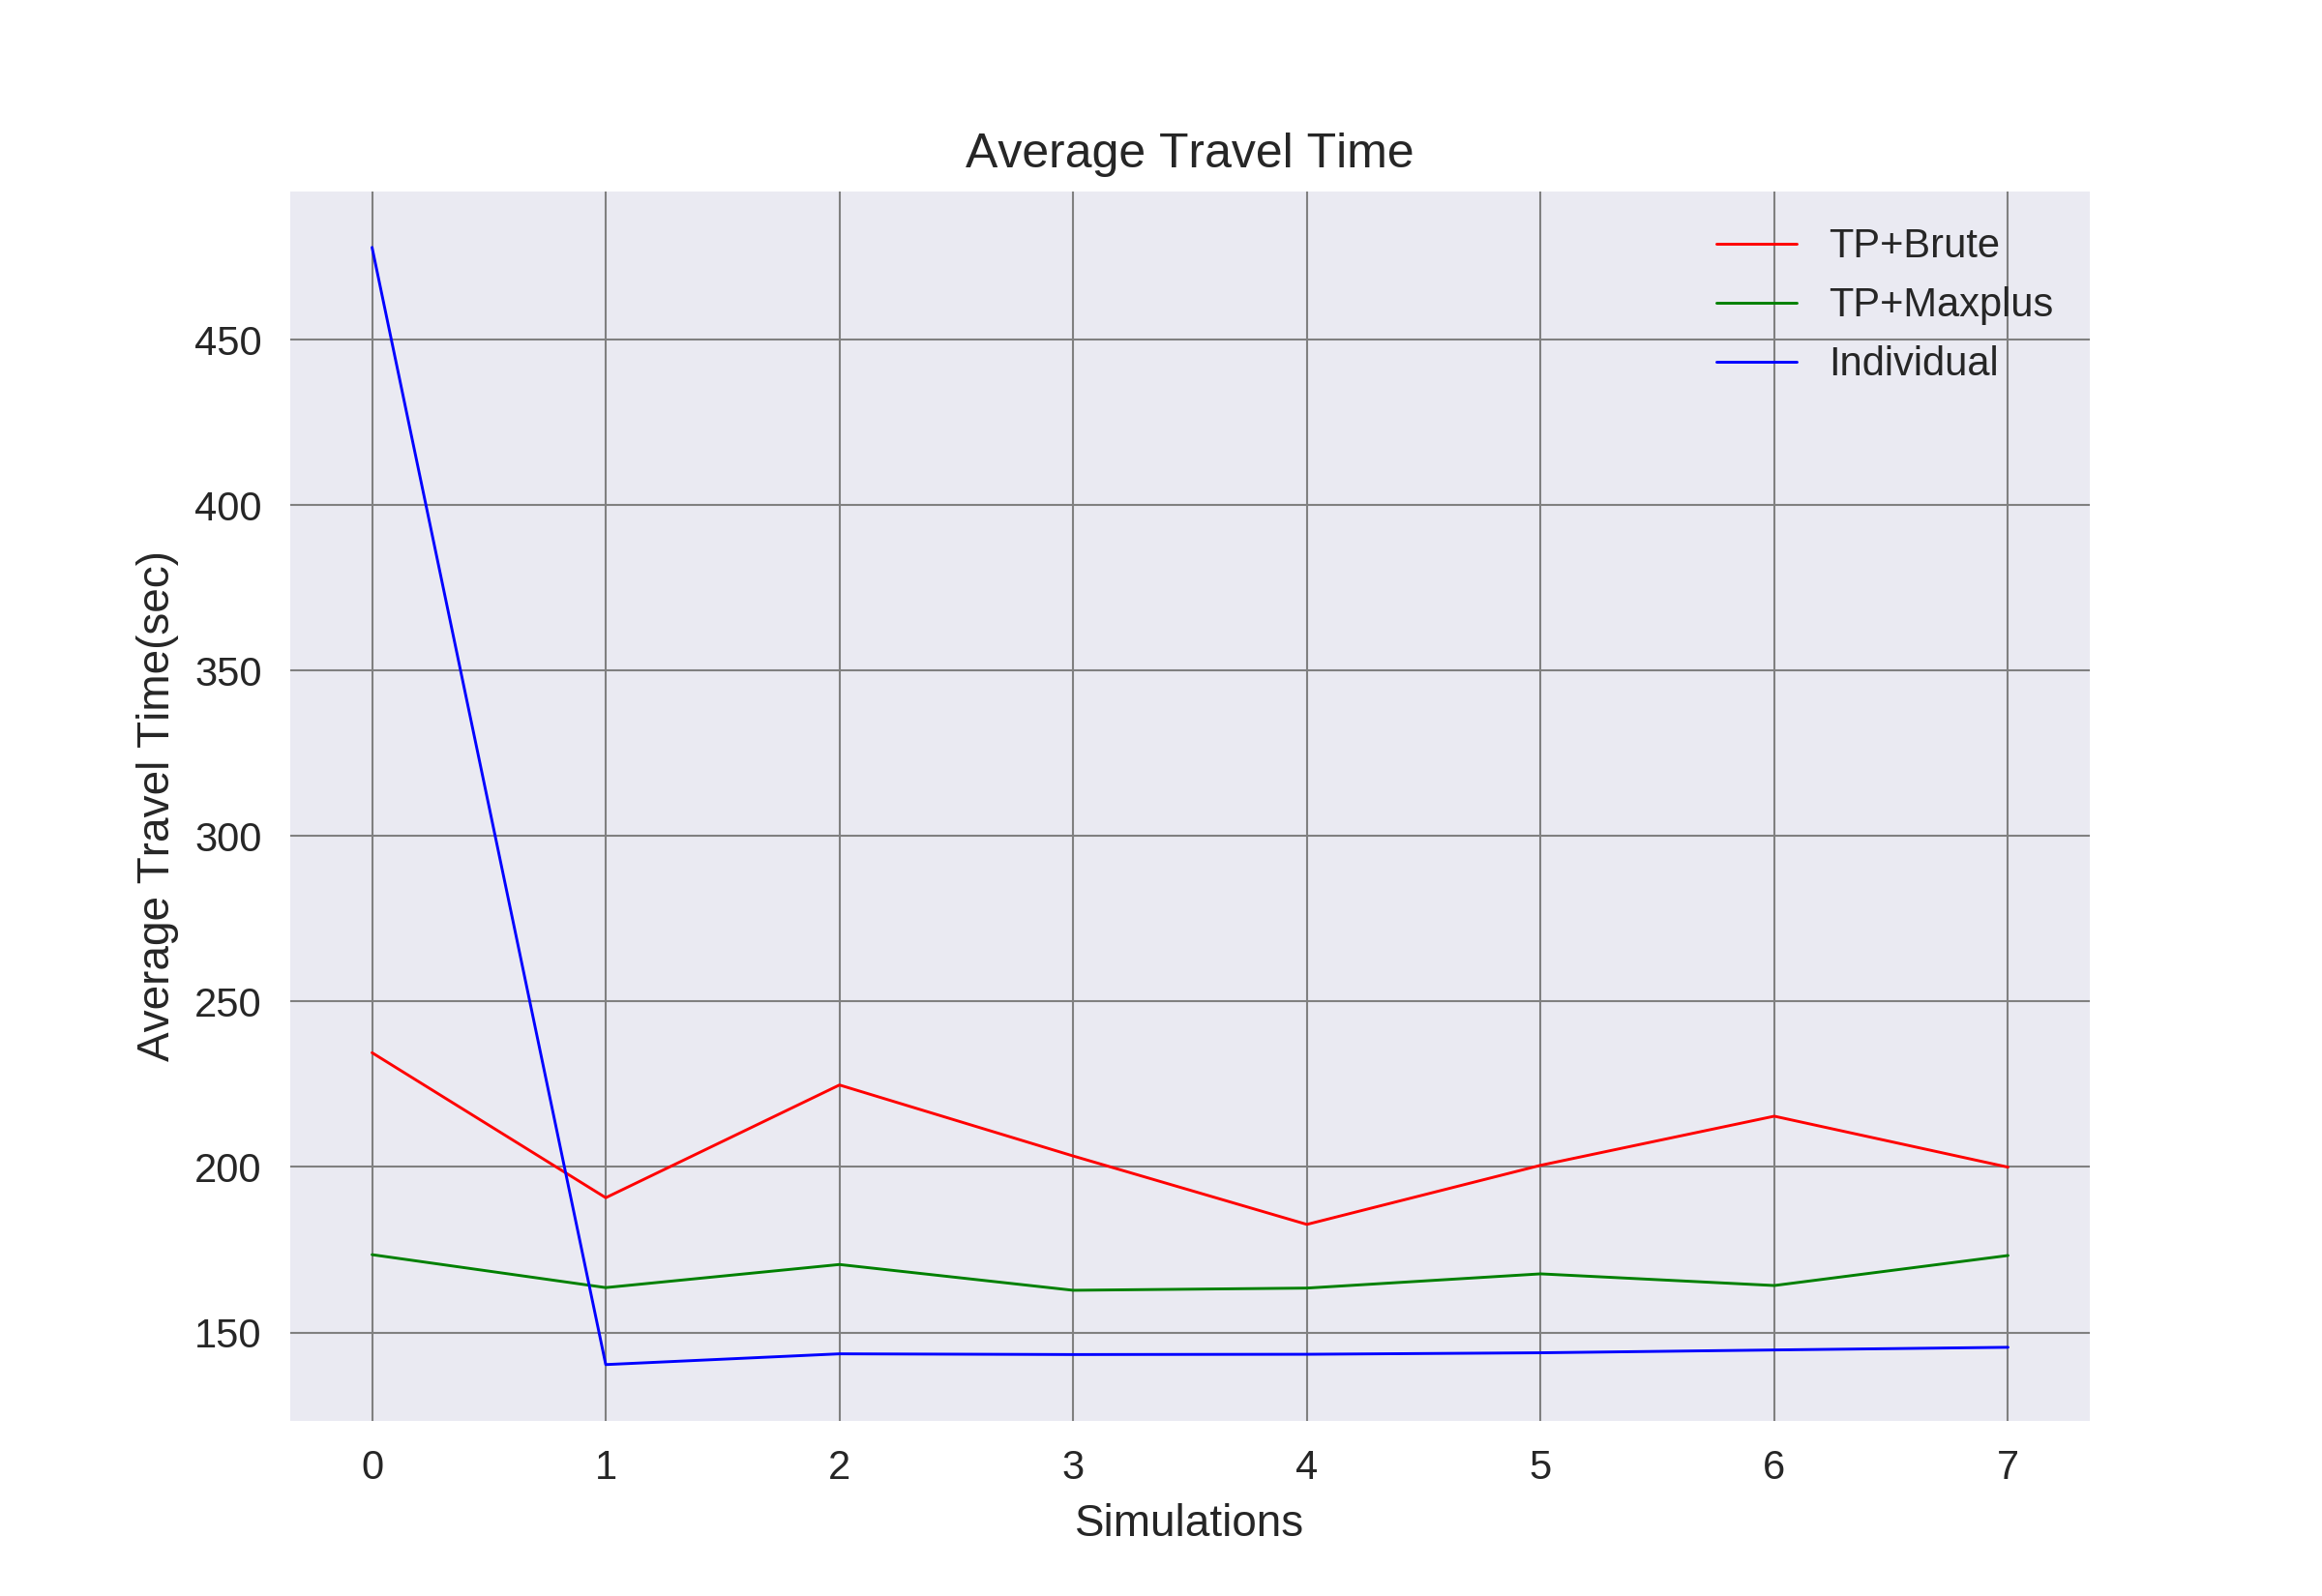 Average Travel Time
TP+Brute
TP+Maxplus
Individual
450
400
350
300
250
200
150
Average Travel Time(sec)
0 1 2 3 4 5 6 7
Simulations